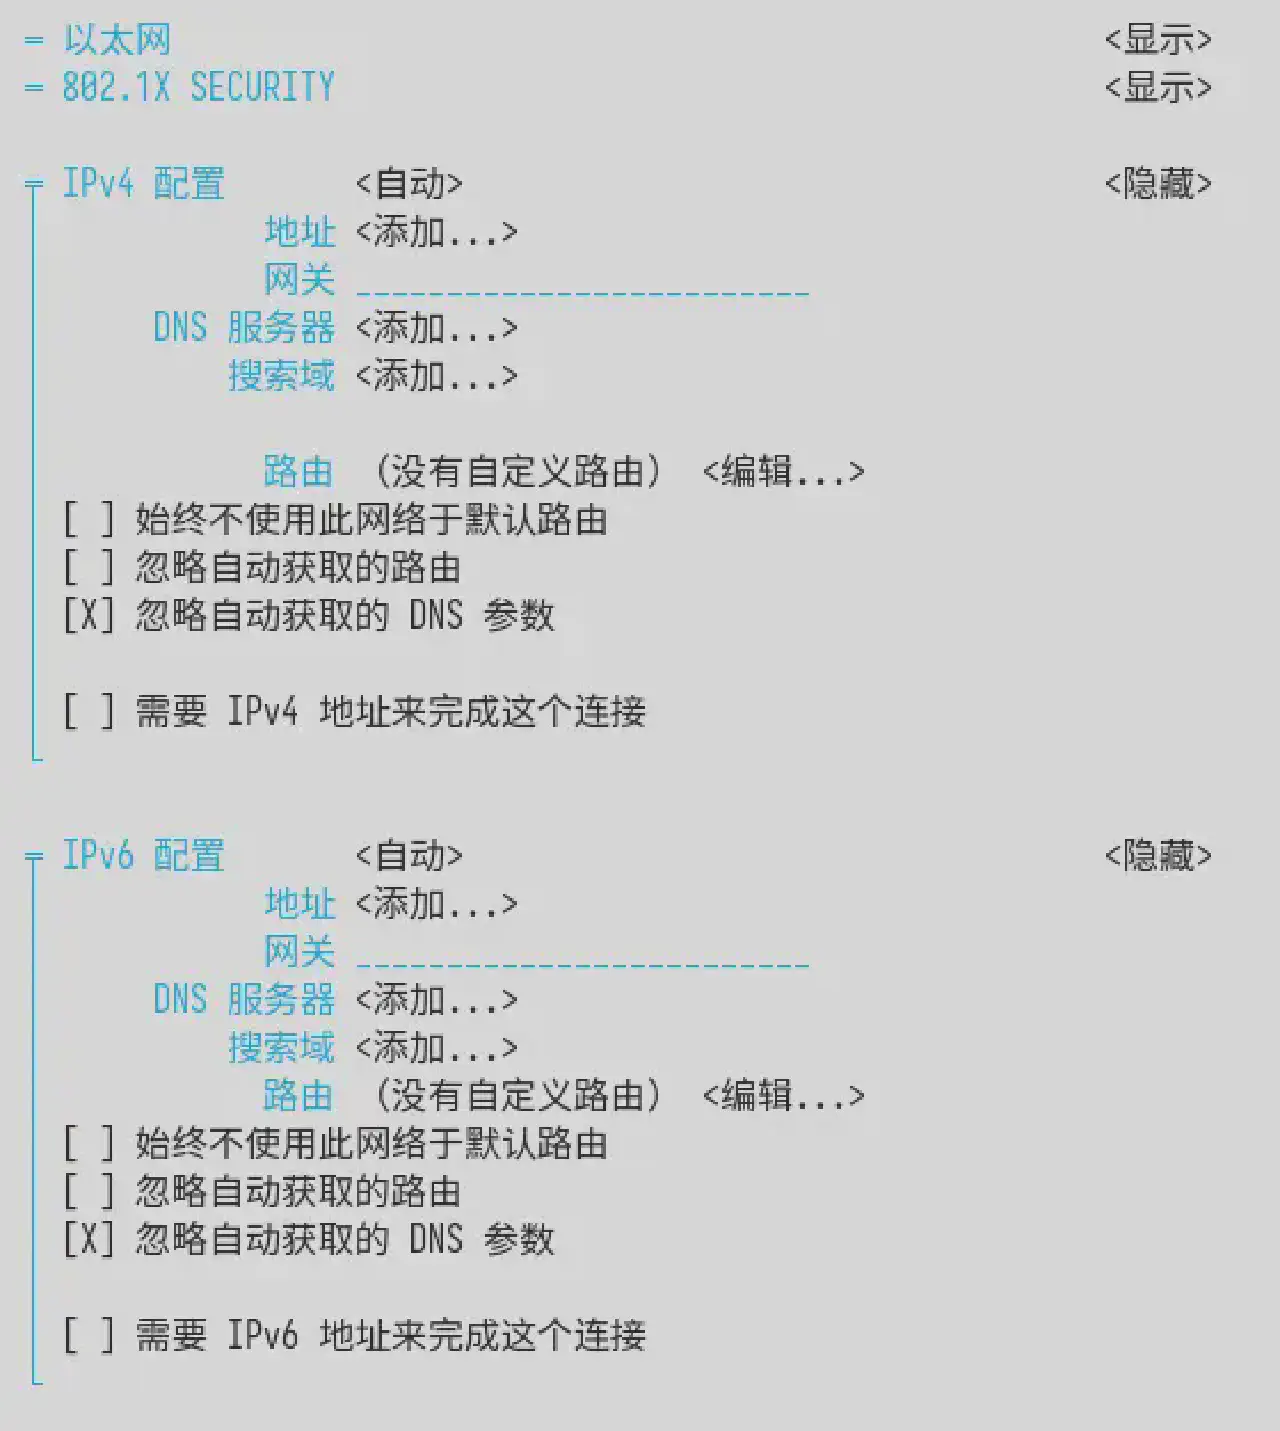 = 以太网 <显示>
= 802.1X SECURITY <显示>
IPv4 配置 <自动> <隐藏>
地址 <添加...>
网关 _________________________
DNS 服务器 <添加...>
搜索域 <添加...>
路由 （没有自定义路由） <编辑...>
[ ] 始终不使用此网络于默认路由
[ ] 忽略自动获取的路由
[X] 忽略自动获取的 DNS 参数
[ ] 需要 IPv4 地址来完成这个连接
IPv6 配置 <自动> <隐藏>
地址 <添加...>
网关 _________________________
DNS 服务器 <添加...>
搜索域 <添加...>
路由 （没有自定义路由） <编辑...>
[ ] 始终不使用此网络于默认路由
[ ] 忽略自动获取的路由
[X] 忽略自动获取的 DNS 参数
[ ] 需要 IPv6 地址来完成这个连接